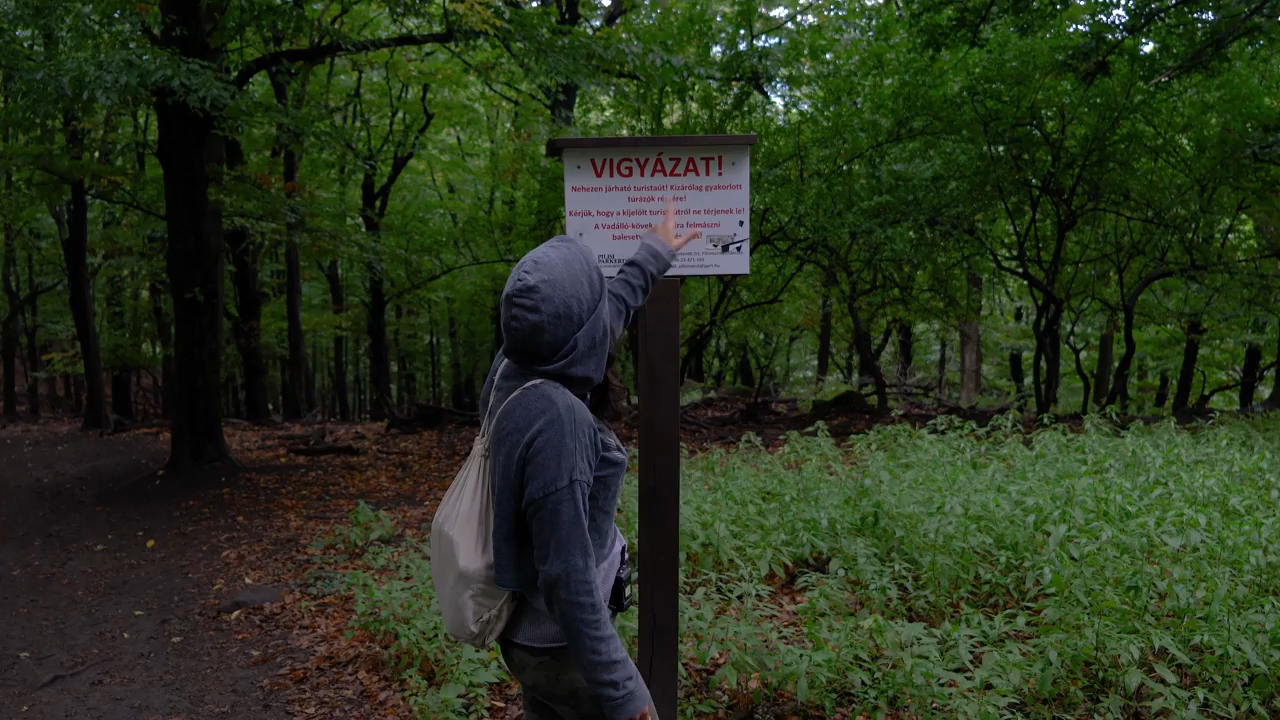 VIGYÁZAT!
Nehezen járható turistaút! Kizárólag gyakorlott
túrázók részére!
Kérjük, hogy a kijelölt turistaútról ne térjenek le!
A Vadálló-kövek felmászni
PILISI
PARKERDŐ